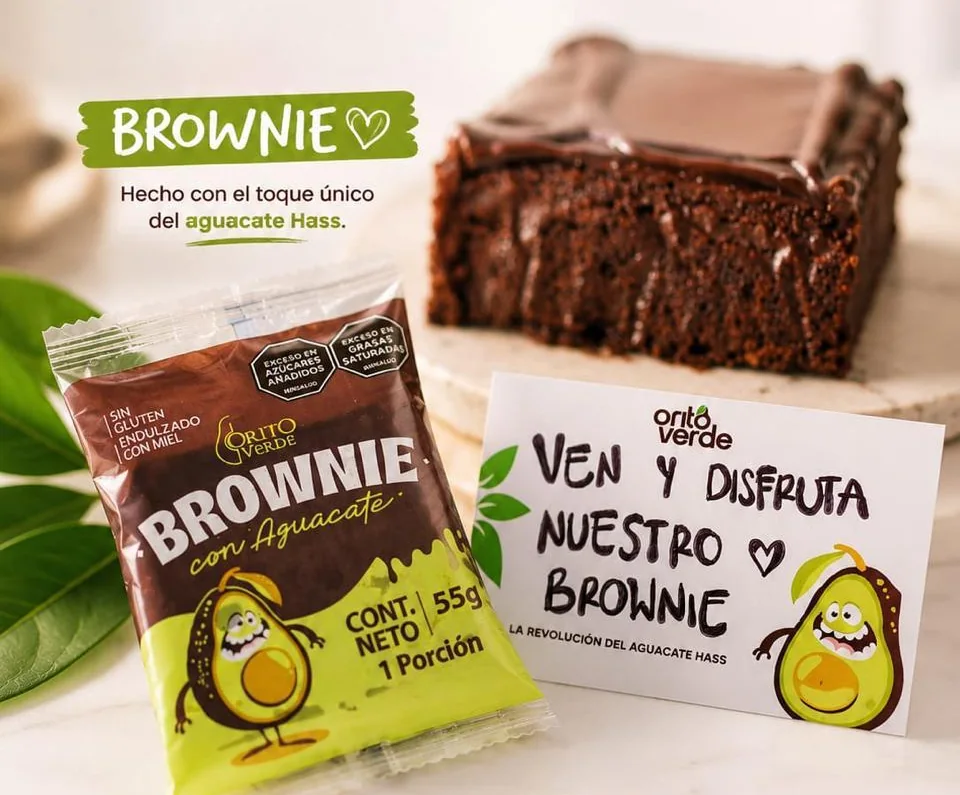 BROWNIE
Hecho con el toque único
del aguacate Hass.
EXCESO EN
AZÚCARES
AÑADIDOS
MINSALUD
EXCESO EN
GRASAS
SATURADAS
MINSALUD
SIN
GLUTEN
ENDULZADO
CON MIEL
ORITO
VERDE
BROWNIE
con Aguacate
CONT.
NETO
55g
1 Porción
orito
verde
VEN Y DISFRUTA
NUESTRO
BROWNIE
LA REVOLUCIÓN DEL AGUACATE HASS